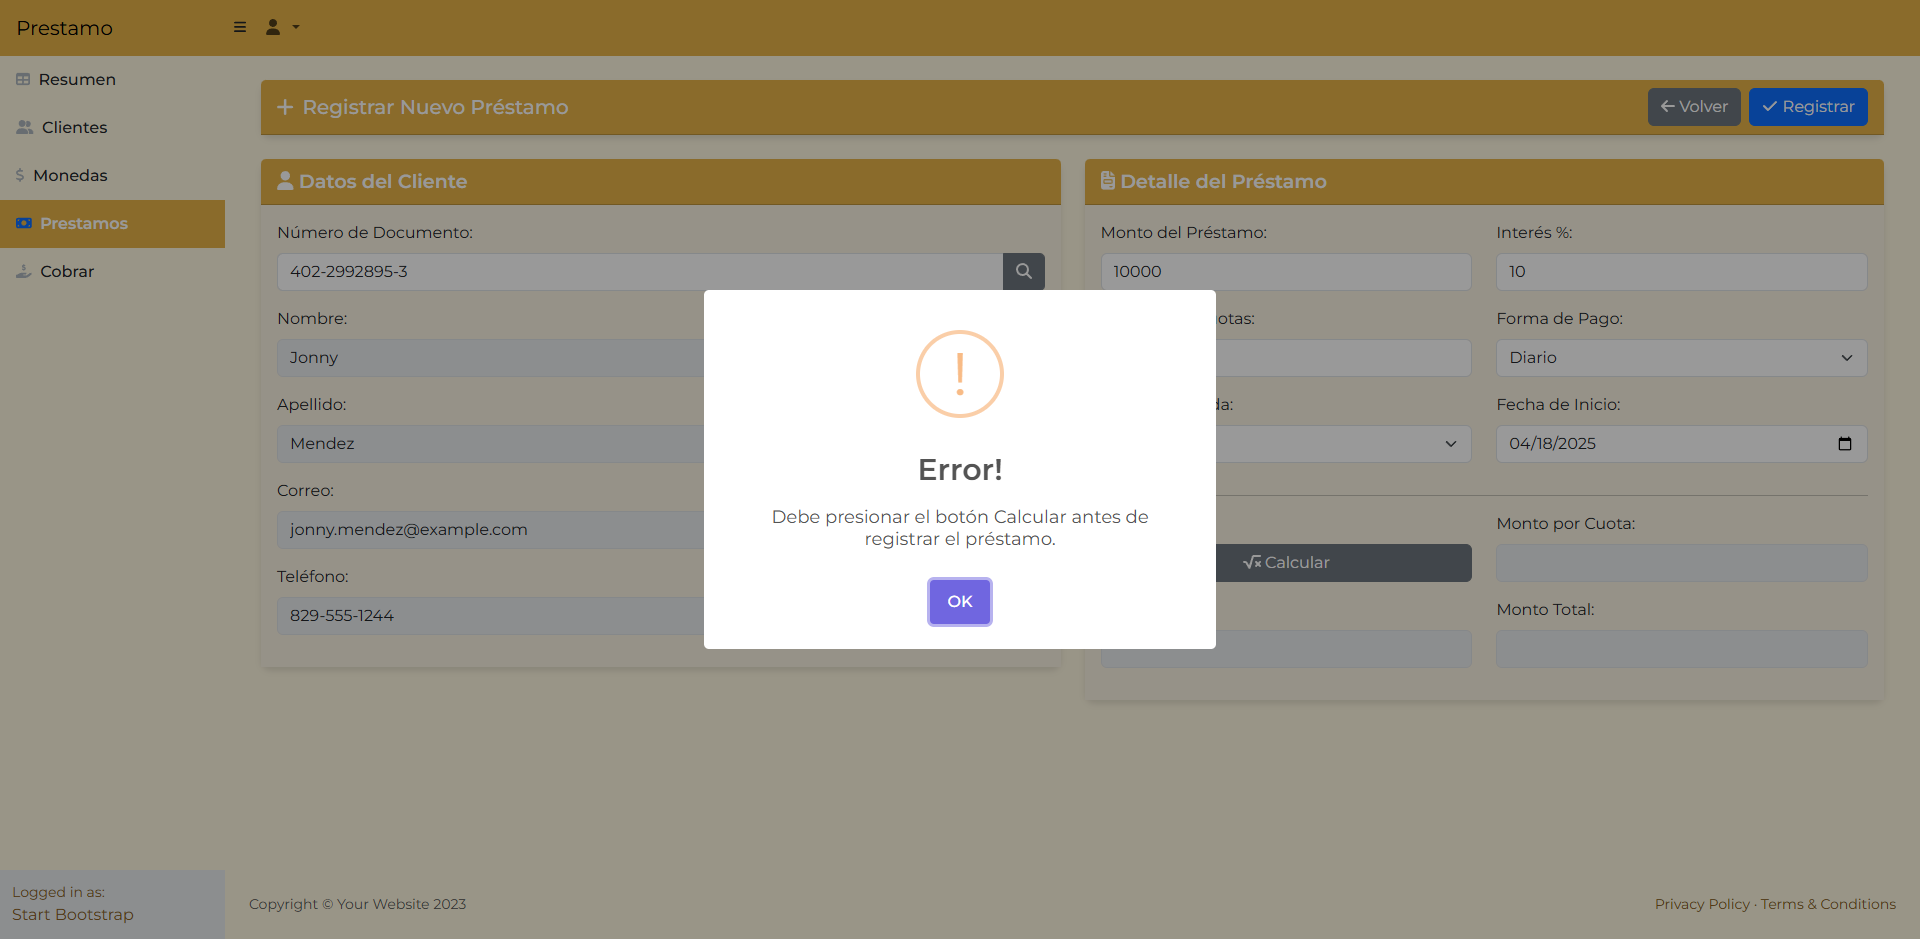 Prestamo
Resumen
Clientes
Monedas
Prestamos
Cobrar
Logged in as:
Start Bootstrap
Registrar Nuevo Préstamo
Volver
Registrar
Datos del Cliente
Número de Documento:
402-2992895-3
Nombre:
Jonny
Apellido:
Mendez
Correo:
jonny.mendez@example.com
Teléfono:
829-555-1244
Detalle del Préstamo
Monto del Préstamo:
10000
Interés %:
10
Forma de Pago:
Diario
Fecha de Inicio:
04/18/2025
Calcular
Monto por Cuota:
Monto Total:
Error!
Debe presionar el botón Calcular antes de
registrar el préstamo.
OK
Copyright © Your Website 2023
Privacy Policy · Terms & Conditions